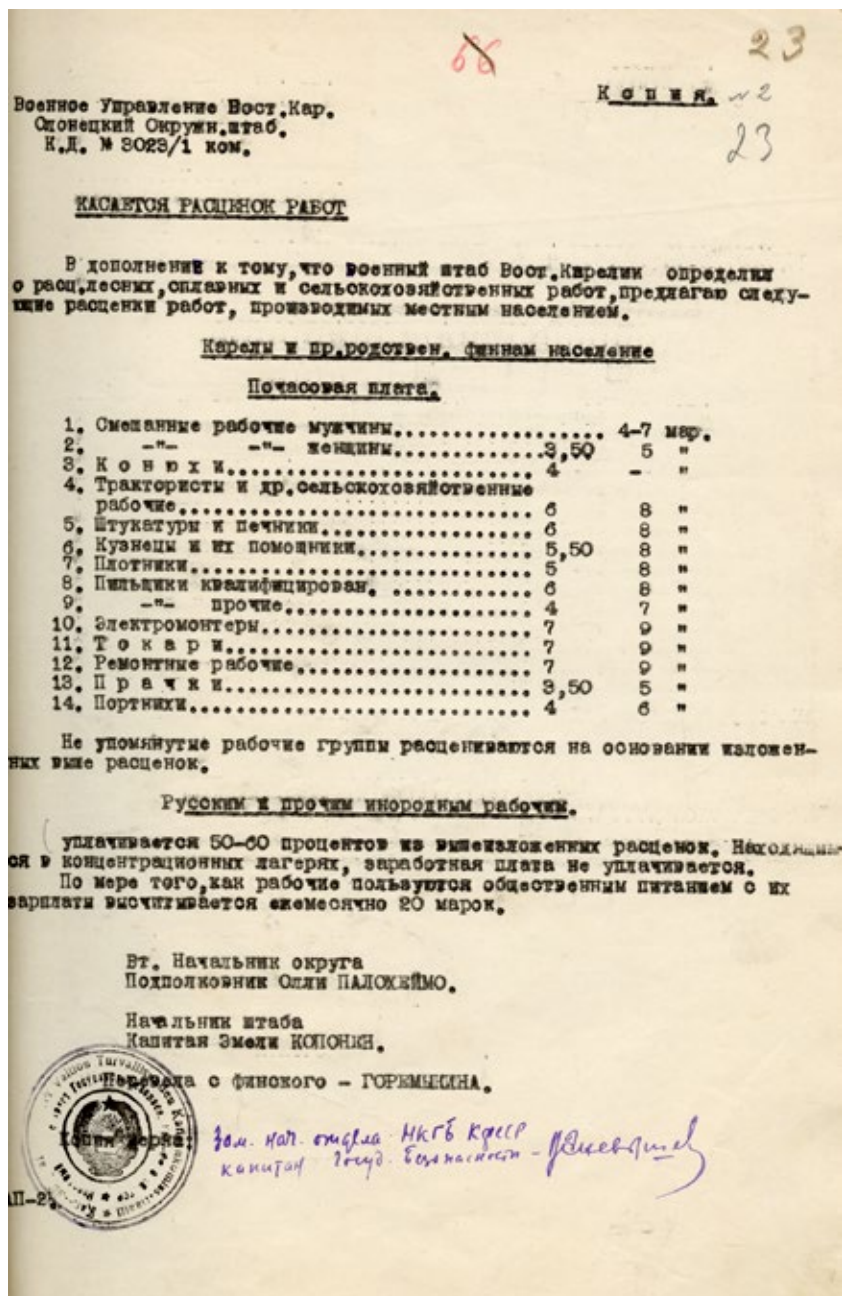 66
23
Копия. №2
23
Военное Управление Вост.Кар.
Олонецкий Окружн.штаб.
К.Д. № 3023/1 ком.
КАСАЕТСЯ РАСЦЕНОК РАБОТ
В дополнение к тому,что военный штаб Вост.Карелии определил
о расц.лесных,сплавных и сельскохозяйственных работ,предлагаю следу-
ющие расценки работ, производимых местным населением.
Карелы и пр.родствен. финнам население
Почасовая плата.
1. Смешанные рабочие мужчины................... 4-7 мар.
2. -"- -"- женщины.............3,50 5 "
3. К о н ю х и........................... 4 - "
4. Трактористы и др.сельскохозяйственные
рабочие............................... 6 8 "
5. Штукатуры и печники.................. 6 8 "
6. Кузнецы и их помощники............... 5,50 8 "
7. Плотники............................. 5 8 "
8. Пильщики квалифицирован. ............ 6 8 "
9. -"- прочие..................... 4 7 "
10. Электромонтеры....................... 7 9 "
11. Т о к а р и.......................... 7 9 "
12. Ремонтные рабочие.................... 7 9 "
13. П р а ч к и.......................... 3,50 5 "
14. Портнихи............................. 4 6 "
Не упомянутые рабочие группы расцениваются на основании изложен-
ных выше расценок.
Русским и прочим инородным рабочим.
уплачивается 50-60 процентов из вышеизложенных расценок. Находящим-
ся в концентрационных лагерях, заработная плата не уплачивается.
По мере того,как рабочие пользуются общественным питанием с их
зарплаты высчитывается ежемесячно 20 марок.
Вт. Начальник округа
Подполковник Олли ПАЛОХЕЙМО.
Начальник штаба
Капитан Эмели КОПОНЕН.
Перевела с финского - ГОРЕМЫКИНА.
Копия верна:
Зам. нач. отдела НКГБ КФССР
капитан Госуд. Безопасности -
АП-2.